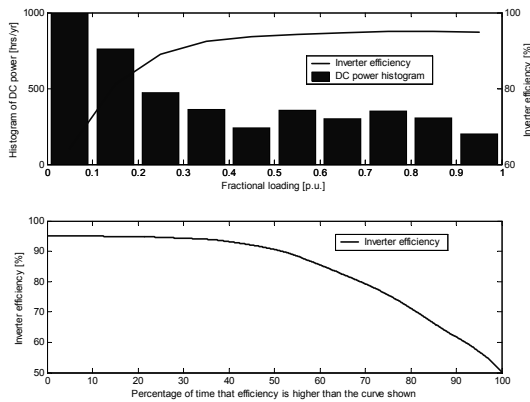 1000
500
0
Histogram of DC power [hrs/yr]
100
80
60
Inverter efficiency [%]
Inverter efficiency
DC power histogram
0 0.1 0.2 0.3 0.4 0.5 0.6 0.7 0.8 0.9 1
Fractional loading [p.u.]
100
90
80
70
60
50
Inverter efficiency [%]
Inverter efficiency
0 10 20 30 40 50 60 70 80 90 100
Percentage of time that efficiency is higher than the curve shown